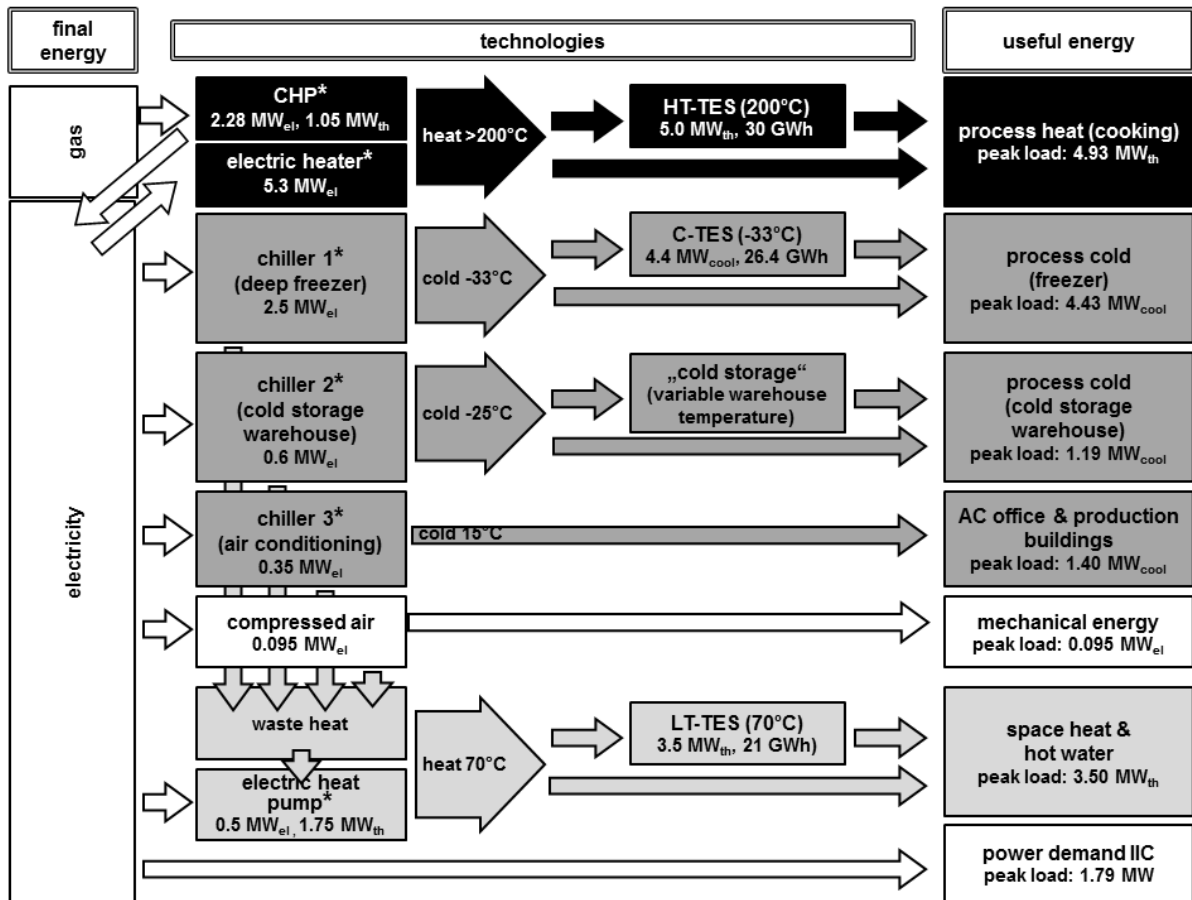 final
energy
technologies
useful energy
gas
CHP*
2.28 MWel, 1.05 MWth
electric heater*
5.3 MWel
heat >200°C
HT-TES (200°C)
5.0 MWth, 30 GWh
process heat (cooking)
peak load: 4.93 MWth
electricity
chiller 1*
(deep freezer)
2.5 MWel
cold -33°C
C-TES (-33°C)
4.4 MWcool, 26.4 GWh
process cold
(freezer)
peak load: 4.43 MWcool
chiller 2*
(cold storage
warehouse)
0.6 MWel
cold -25°C
„cold storage“
(variable warehouse
temperature)
process cold
(cold storage
warehouse)
peak load: 1.19 MWcool
chiller 3*
(air conditioning)
0.35 MWel
cold 15°C
AC office & production
buildings
peak load: 1.40 MWcool
compressed air
0.095 MWel
mechanical energy
peak load: 0.095 MWel
waste heat
electric heat
pump*
0.5 MWel, 1.75 MWth
heat 70°C
LT-TES (70°C)
3.5 MWth, 21 GWh)
space heat &
hot water
peak load: 3.50 MWth
power demand IIC
peak load: 1.79 MW